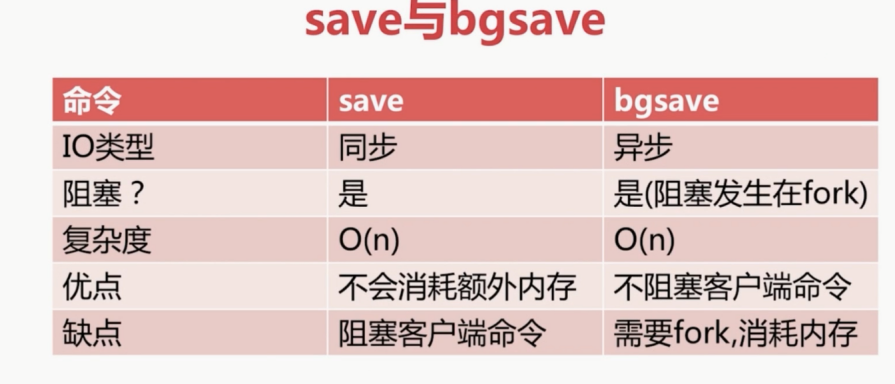 save与bgsave
命令 save bgsave
IO类型 同步 异步
阻塞？ 是 是(阻塞发生在fork)
复杂度 O(n) O(n)
优点 不会消耗额外内存 不阻塞客户端命令
缺点 阻塞客户端命令 需要fork,消耗内存